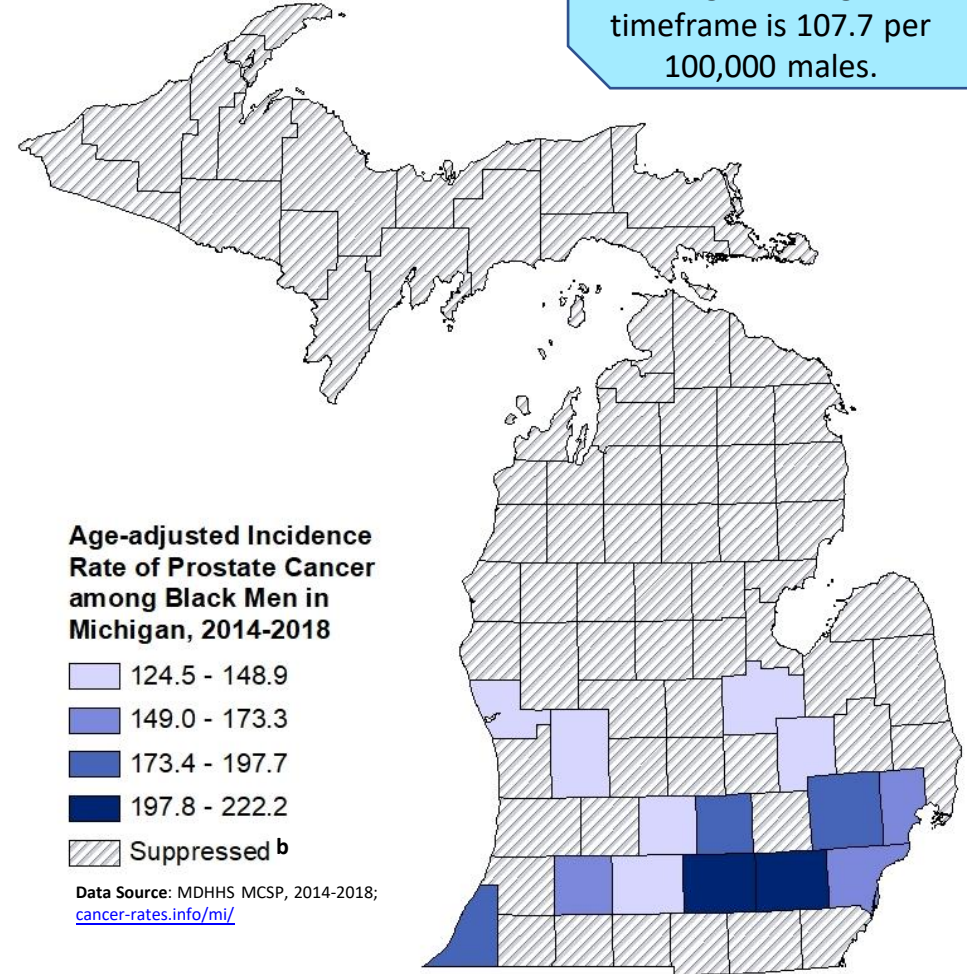 timeframe is 107.7 per
100,000 males.
Age-adjusted Incidence
Rate of Prostate Cancer
among Black Men in
Michigan, 2014-2018
124.5 - 148.9
149.0 - 173.3
173.4 - 197.7
197.8 - 222.2
Suppressed b
Data Source: MDHHS MCSP, 2014-2018;
cancer-rates.info/mi/